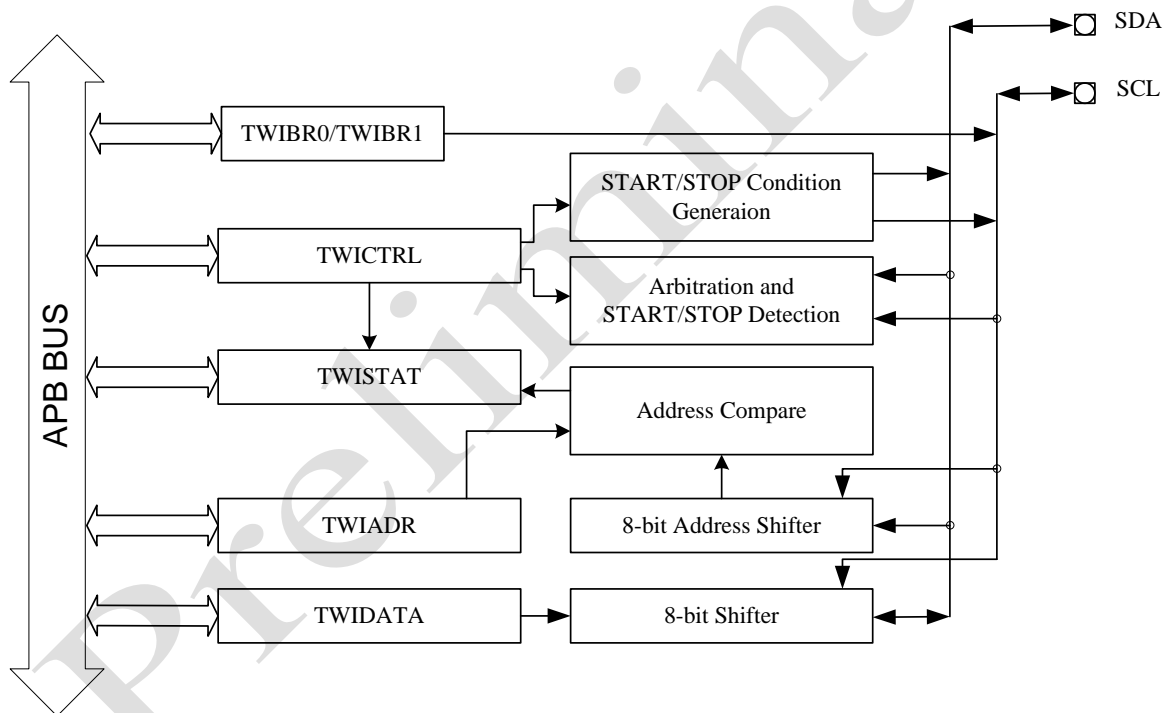 SDA
SCL
TWIBR0/TWIBR1
START/STOP Condition
Generaion
TWICTRL
Arbitration and
START/STOP Detection
APB BUS
TWISTAT
Address Compare
TWIADR
8-bit Address Shifter
TWIDATA
8-bit Shifter
Prelimina